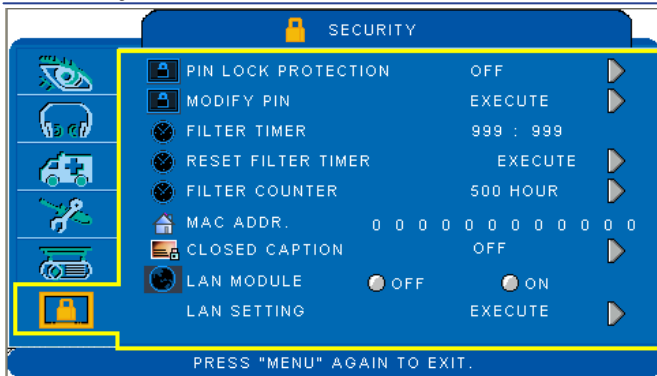 SECURITY
PIN LOCK PROTECTION OFF
MODIFY PIN EXECUTE
FILTER TIMER 999 : 999
RESET FILTER TIMER EXECUTE
FILTER COUNTER 500 HOUR
MAC ADDR. 0 0 0 0 0 0 0 0 0 0 0 0
CLOSED CAPTION OFF
LAN MODULE OFF ON
LAN SETTING EXECUTE
PRESS "MENU" AGAIN TO EXIT.